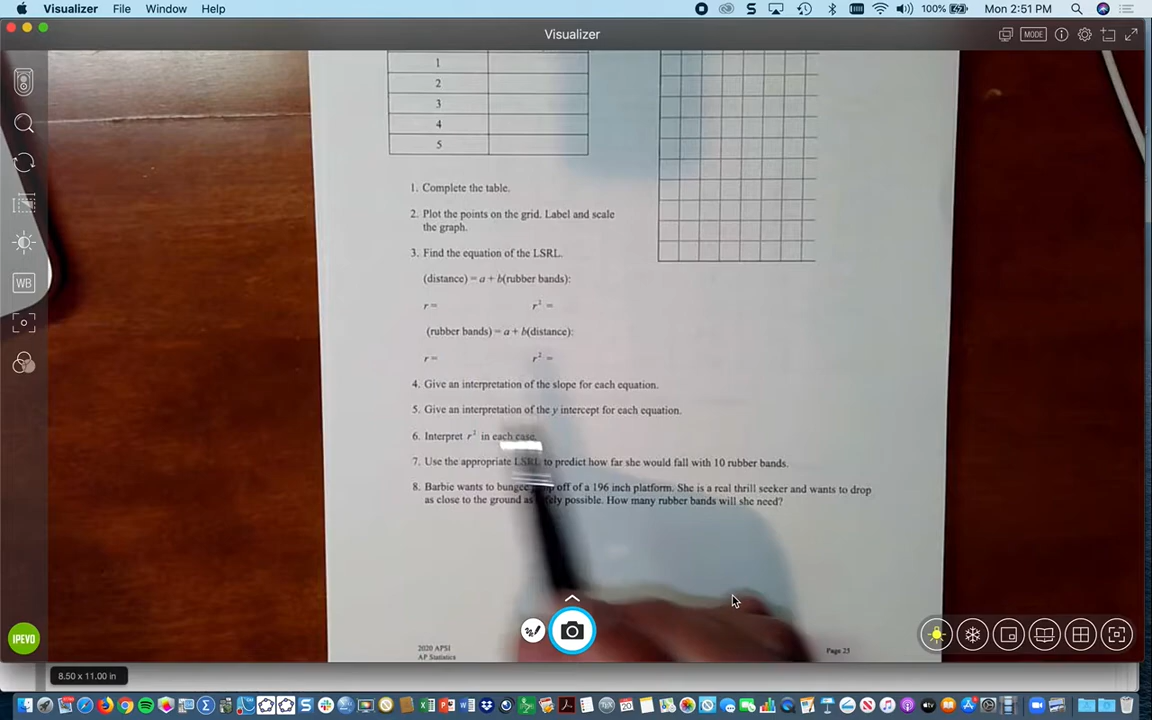 Visualizer File Window Help
100% Mon 2:51 PM
Visualizer
MODE
WB
1
2
3
4
5
1. Complete the table.
2. Plot the points on the grid. Label and scale
the graph.
3. Find the equation of the LSRL.
(distance) = a + b(rubber bands):
r = r² =
(rubber bands) = a + b(distance):
r = r² =
4. Give an interpretation of the slope for each equation.
5. Give an interpretation of the y intercept for each equation.
6. Interpret r² in each case.
7. Use the appropriate LSRL to predict how far she would fall with 10 rubber bands.
8. Barbie wants to bungee off of a 196 inch platform. She is a real thrill seeker and wants to drop
as close to the ground as possible. How many rubber bands will she need?
2020 APSI
AP Statistics Page 25
IPEVO
8.50 x 11.00 in